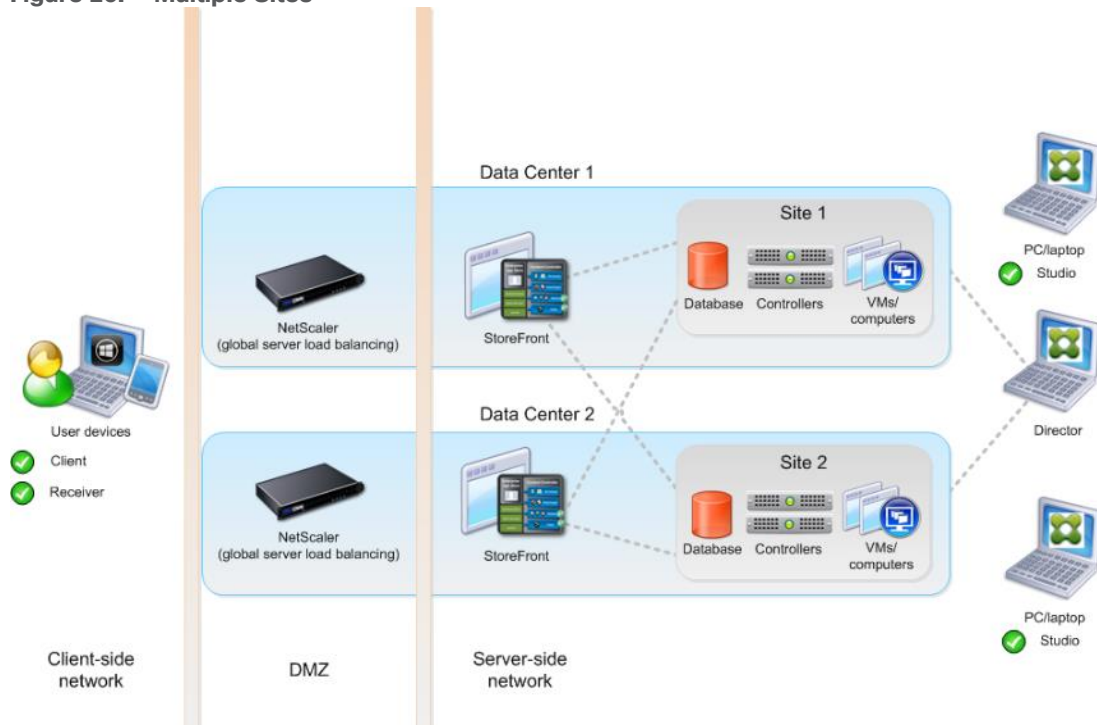 Data Center 1
Site 1
Database
Controllers
VMs/
computers
NetScaler
(global server load balancing)
StoreFront
PC/laptop
Studio
Director
User devices
Client
Receiver
Data Center 2
Site 2
Database
Controllers
VMs/
computers
NetScaler
(global server load balancing)
StoreFront
PC/laptop
Studio
Client-side
network
DMZ
Server-side
network